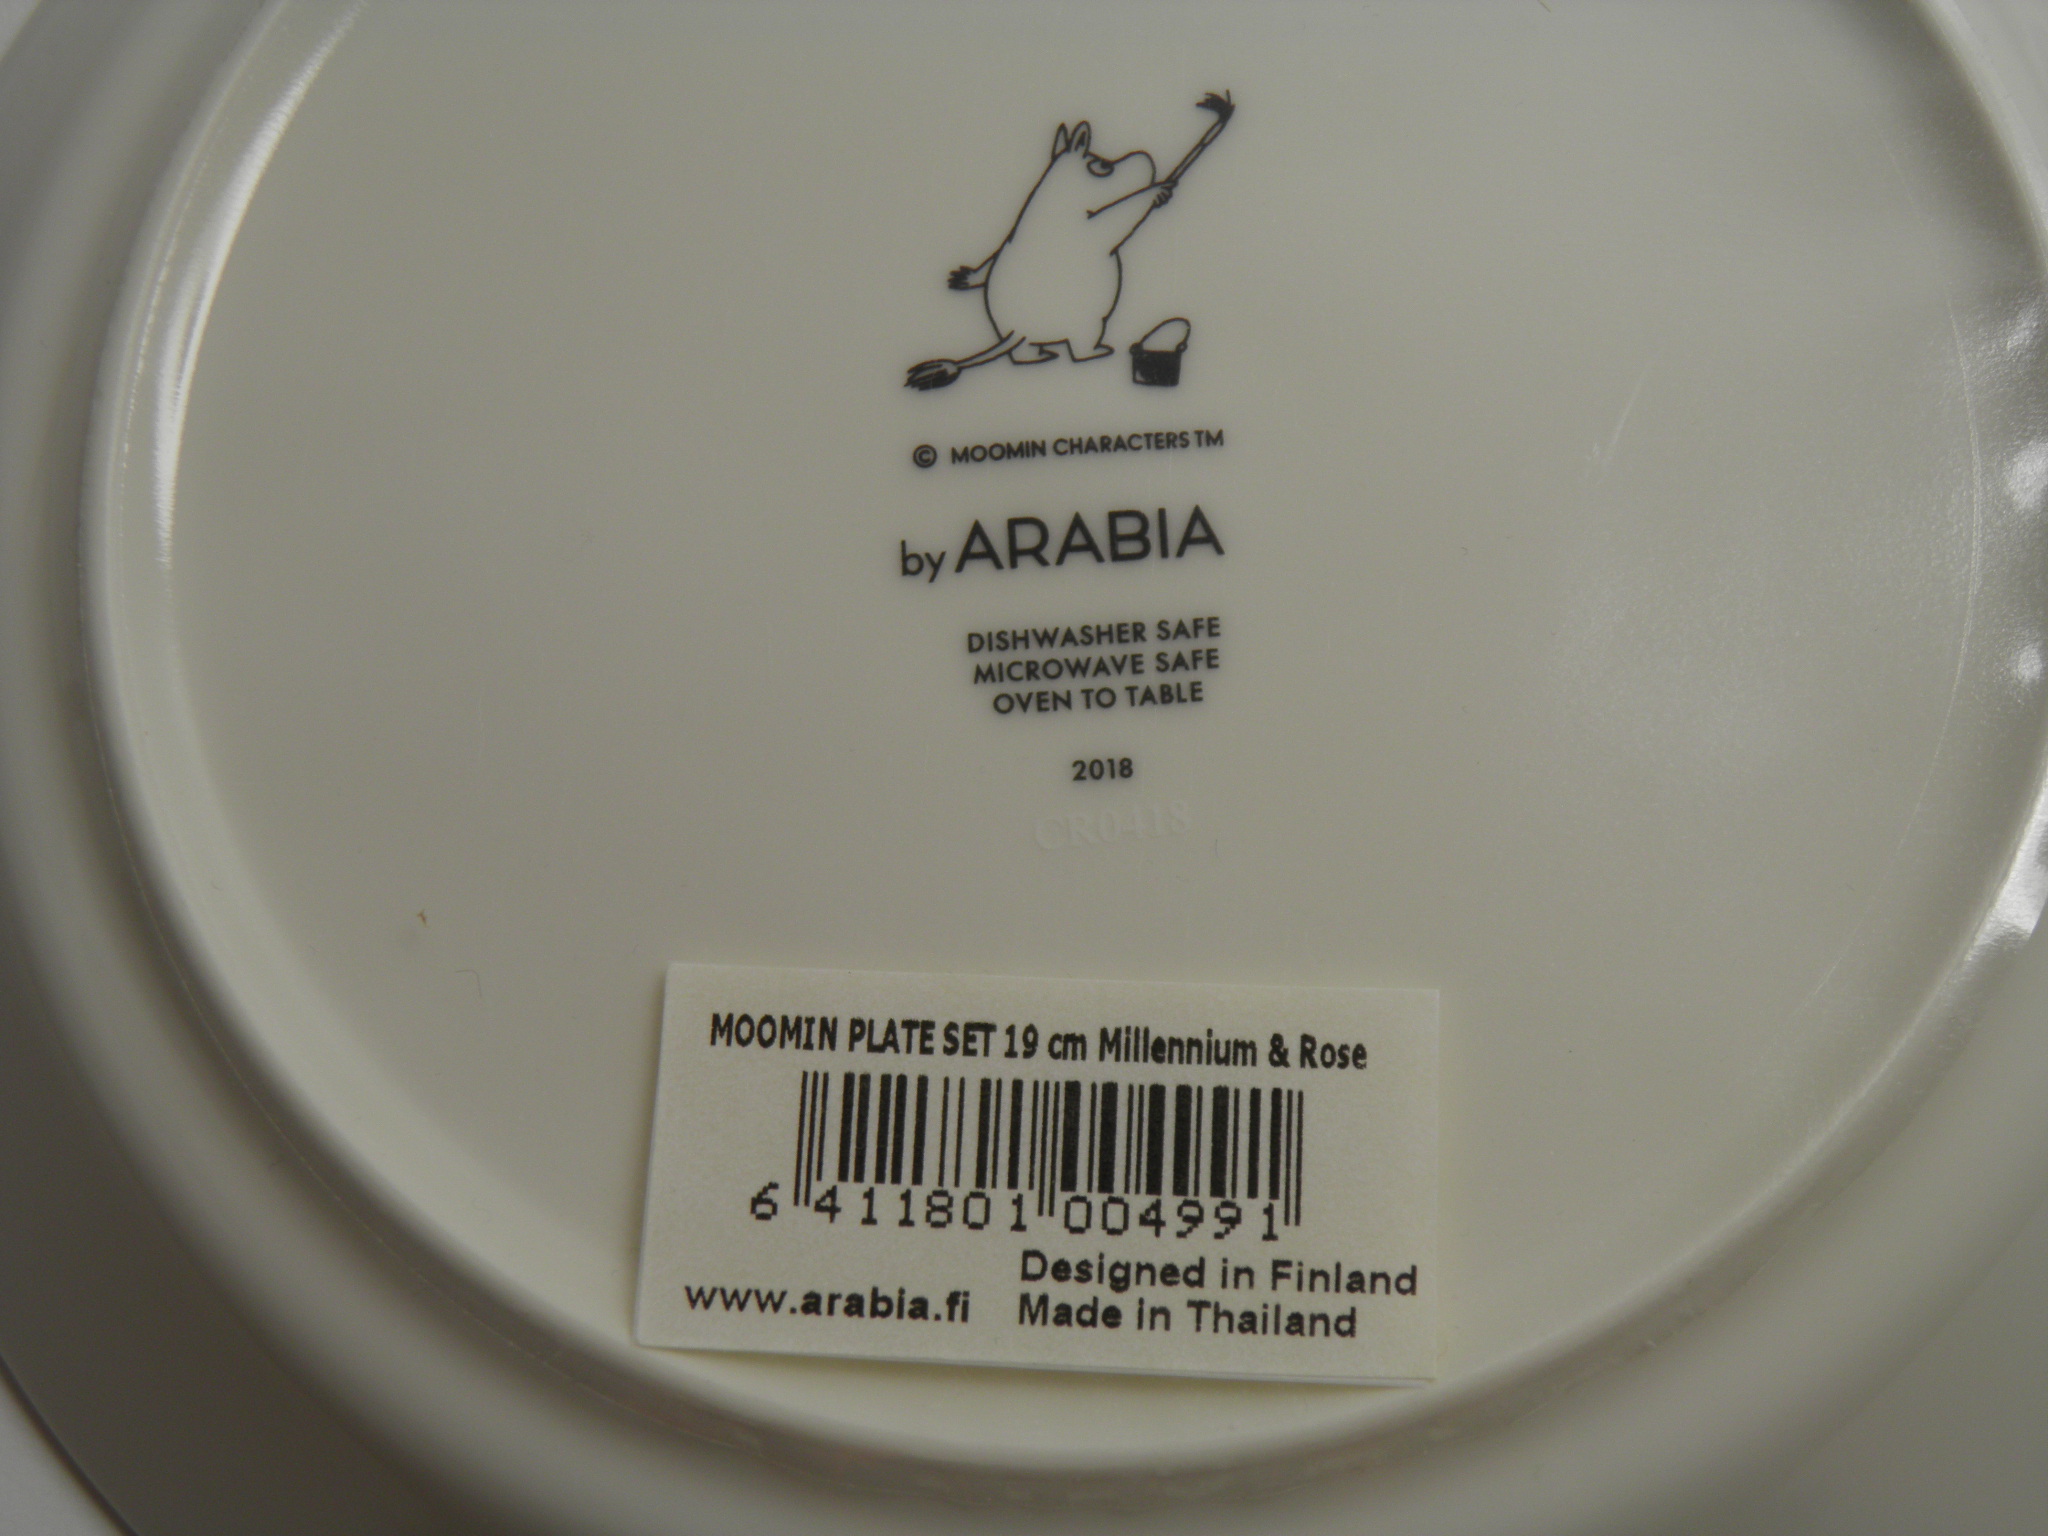 © MOOMIN CHARACTERS TM
by ARABIA
DISHWASHER SAFE
MICROWAVE SAFE
OVEN TO TABLE
2018
CR0418
MOOMIN PLATE SET 19 cm Millennium & Rose
6 411801 004991
Designed in Finland
www.arabia.fi Made in Thailand